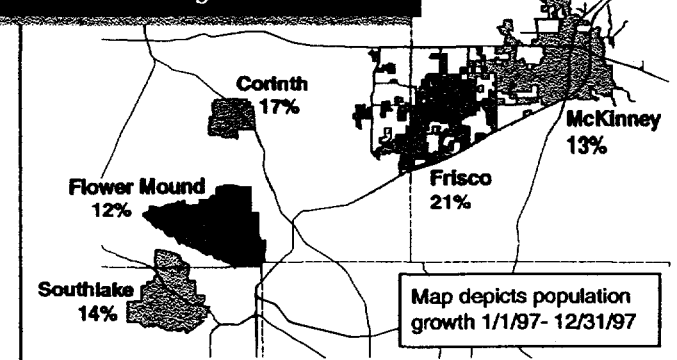 Corinth
17%
McKinney
13%
Frisco
21%
Flower Mound
12%
Southlake
14%
Map depicts population
growth 1/1/97- 12/31/97